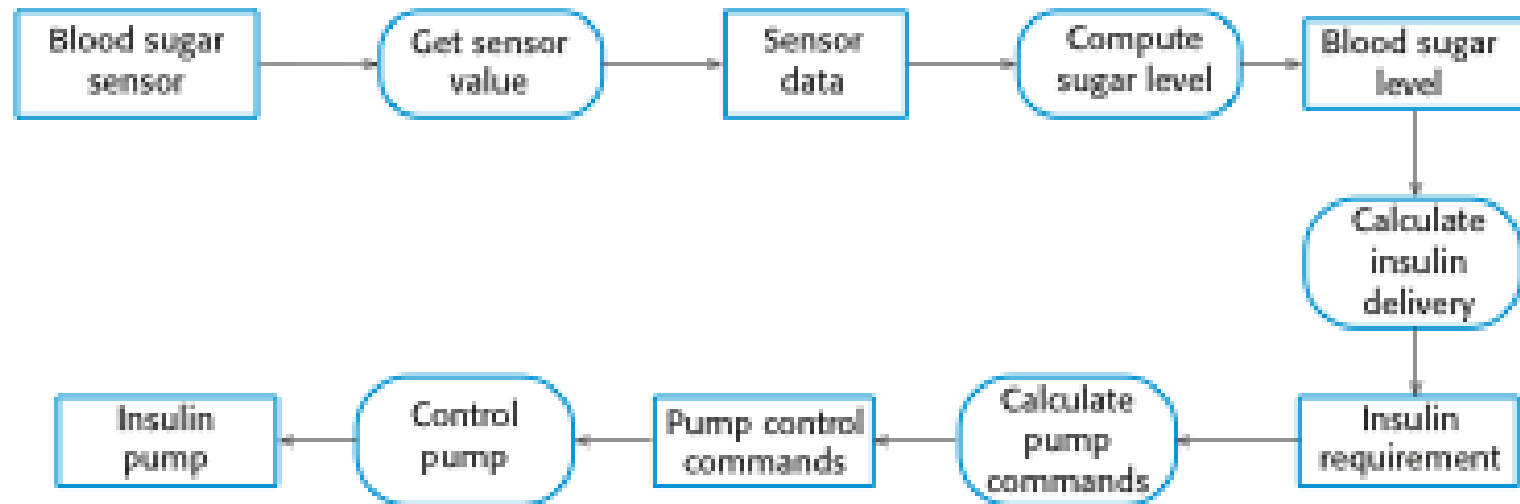 Blood sugar
sensor
Get sensor
value
Sensor
data
Compute
sugar level
Blood sugar
level
Calculate
insulin
delivery
Insulin
requirement
Calculate
pump
commands
Pump control
commands
Control
pump
Insulin
pump